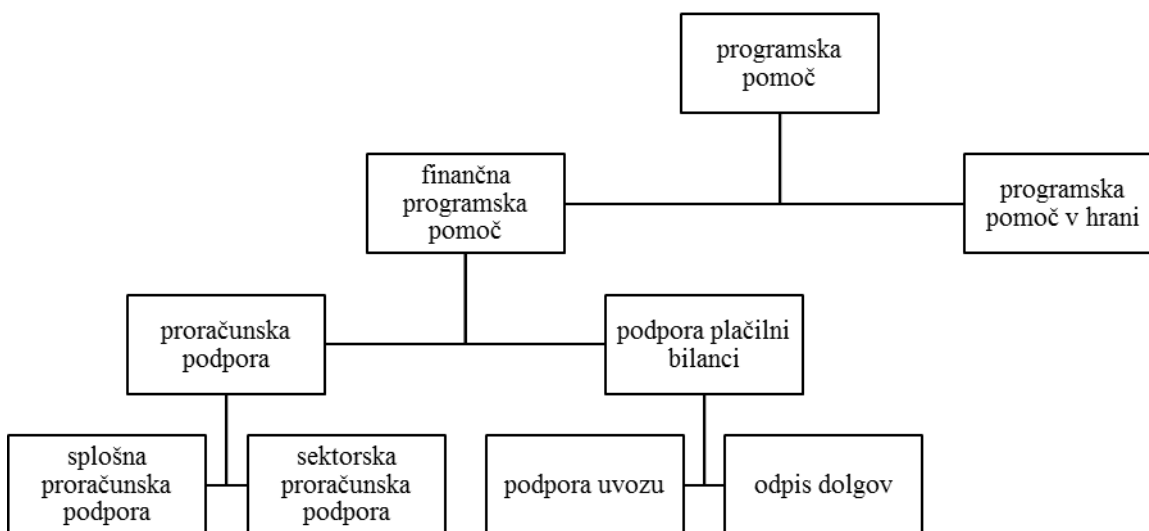 programska
pomoč
finančna
programska
pomoč
programska
pomoč v hrani
proračunska
podpora
podpora plačilni
bilanci
splošna
proračunska
podpora
sektorska
proračunska
podpora
podpora uvozu
odpis dolgov